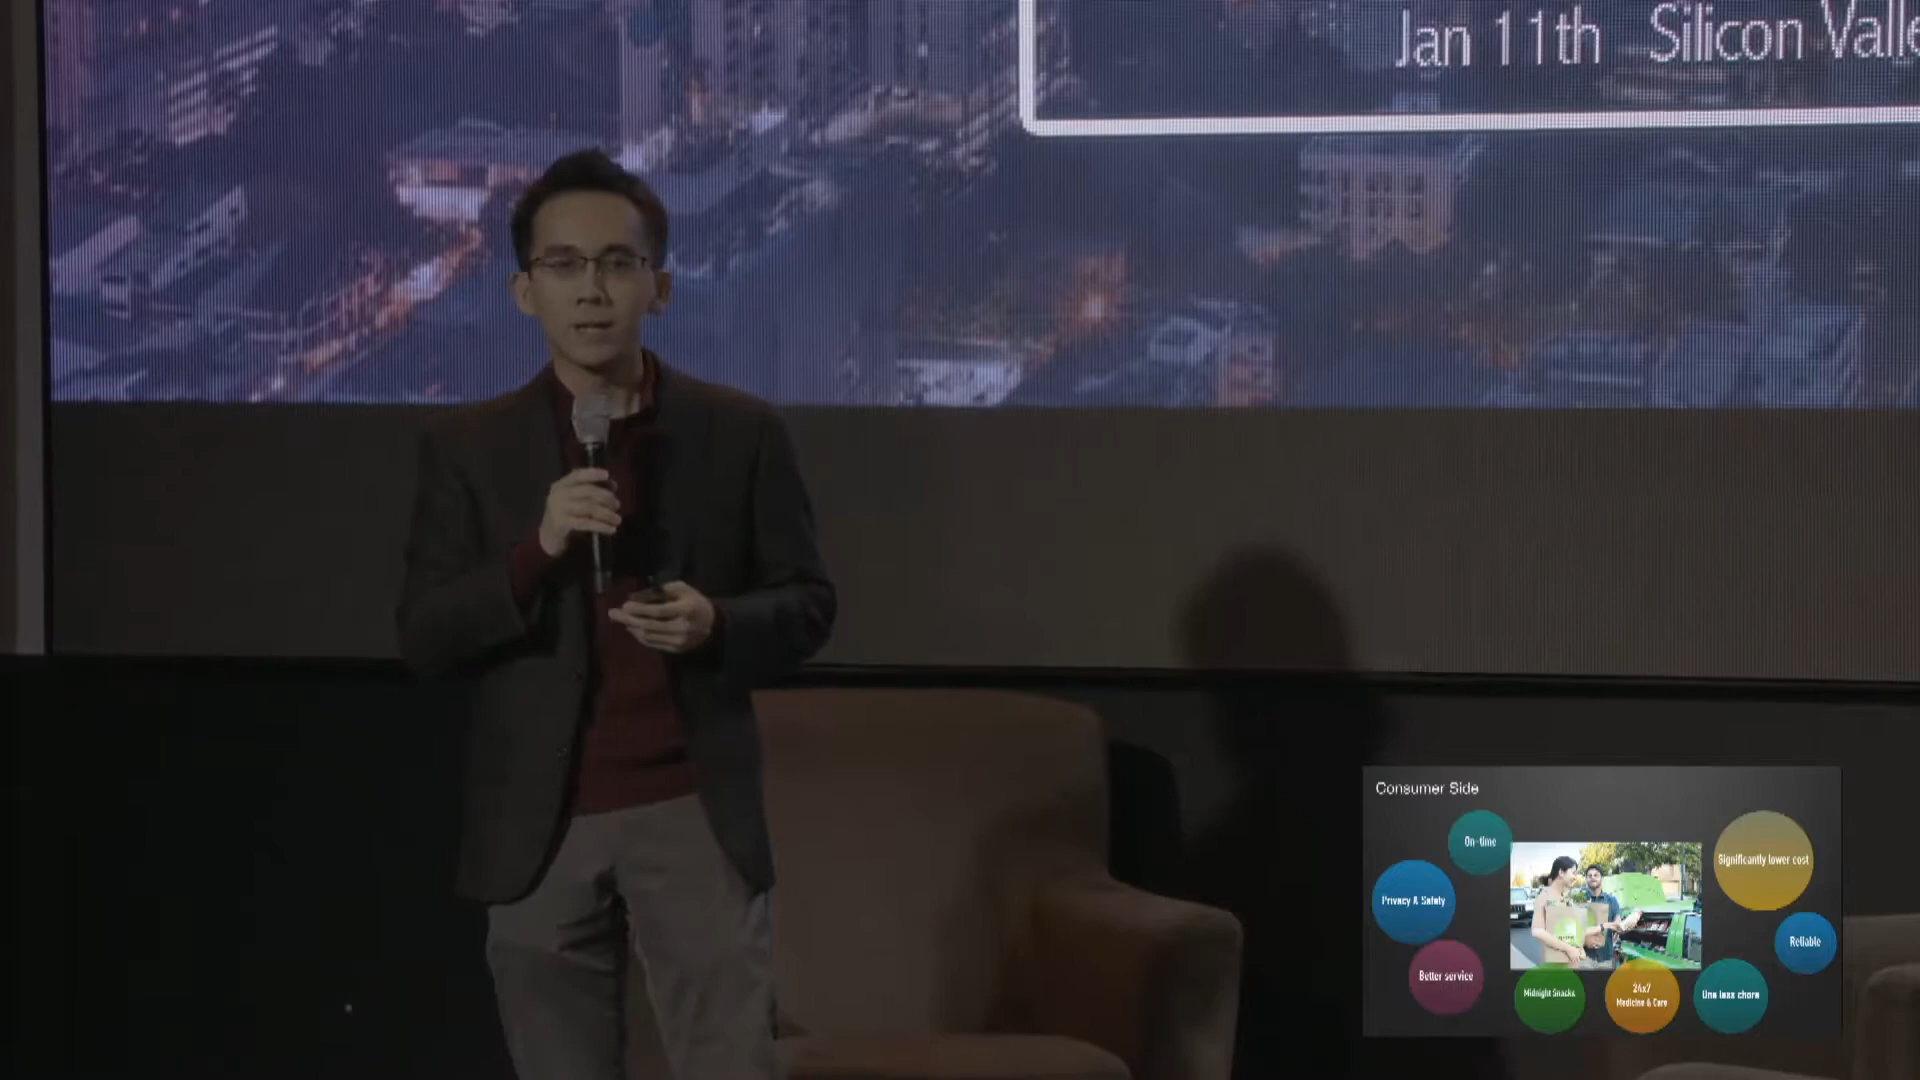 Jan 11th Silicon Valle
Consumer Side
On-time
Significantly lower cost
Privacy & Safety
Reliable
Better service
Midnight Snacks
24x7
Medicine & Care
One less chore